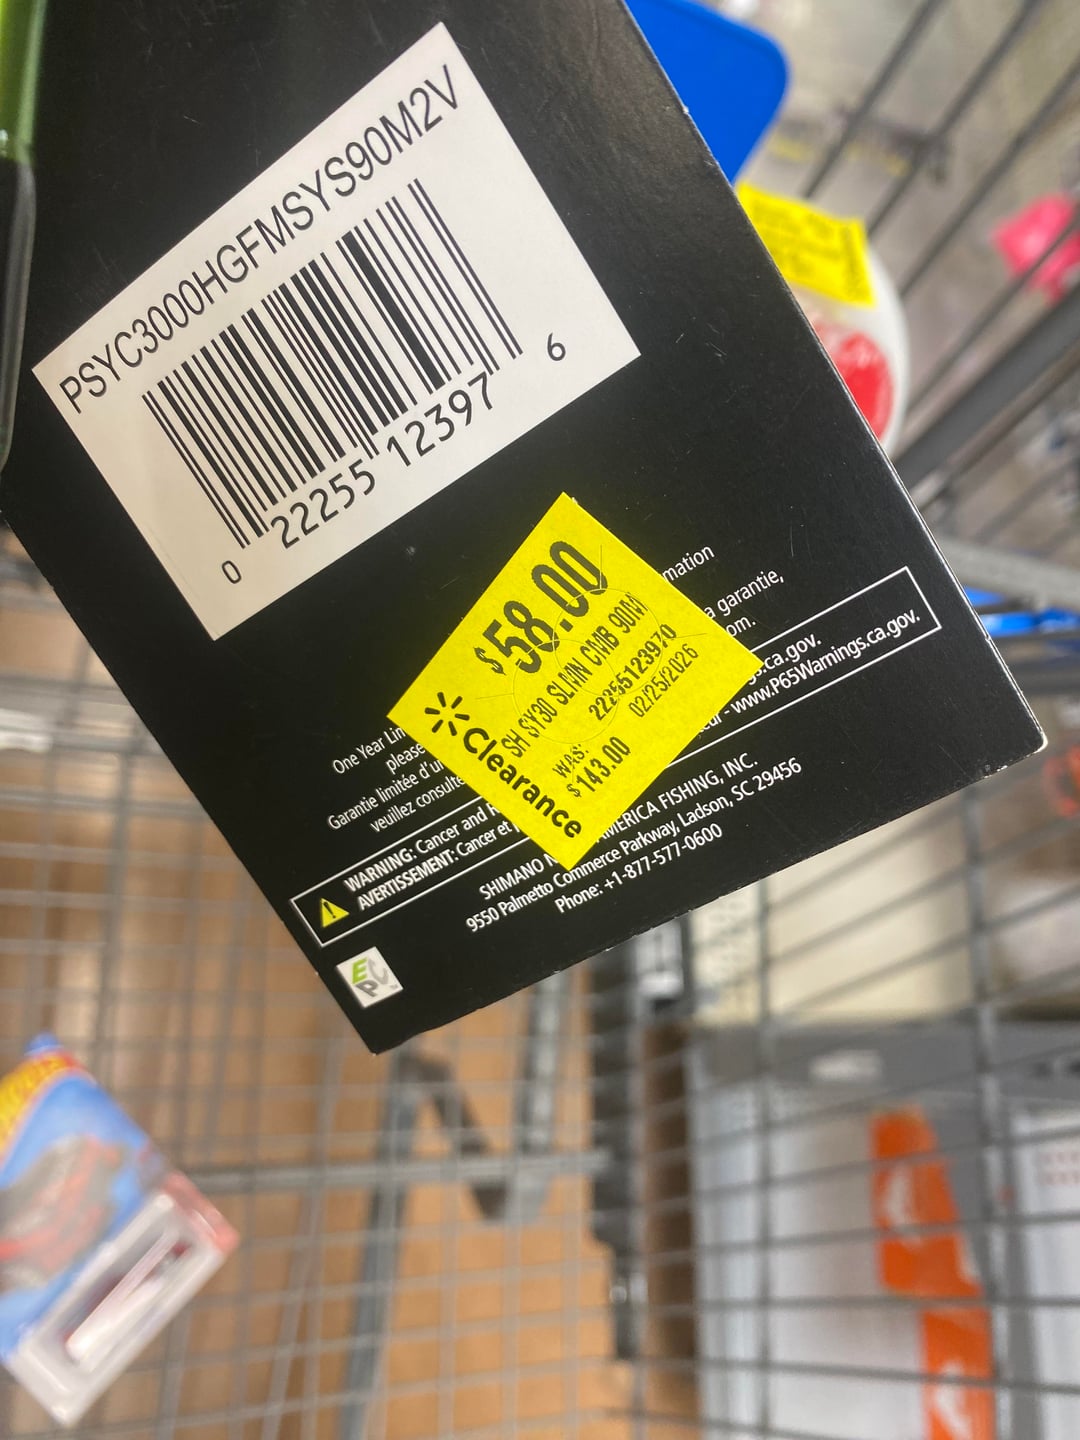 PSYC3000HGFMSYS90M2V
0 22255 12397 6
$58.00
SH SY30 SLMN CMB 90M
22255123970
02/25/2026
WAS:
$143.00
Clearance
mation
One Year Lim
please
a garantie,
Garantie limitée d'u
om.
veuillez consulte
WARNING: Cancer and R gs.ca.gov.
AVERTISSEMENT: Cancer et - www.P65Warnings.ca.gov.
SHIMANO N AMERICA FISHING, INC.
9550 Palmetto Commerce Parkway, Ladson, SC 29456
Phone: +1-877-577-0600
EPC